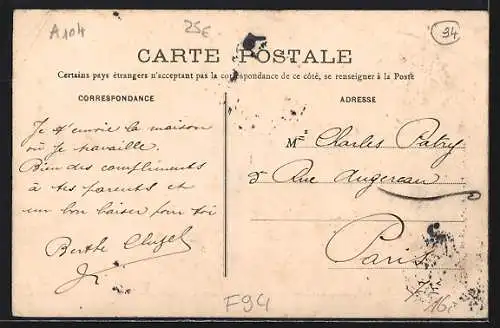 A104
25€
94
CARTE POSTALE
Certains pays étrangers n'acceptant pas la correspondance de ce côté, se renseigner à la Poste
CORRESPONDANCE
Je t'envoie la maison
où je travaille.
Bien des compliments
à tes parents et
un bon baiser pour toi
Berthe
ADRESSE
Charles Patry
Rue Augereau
Paris
F94